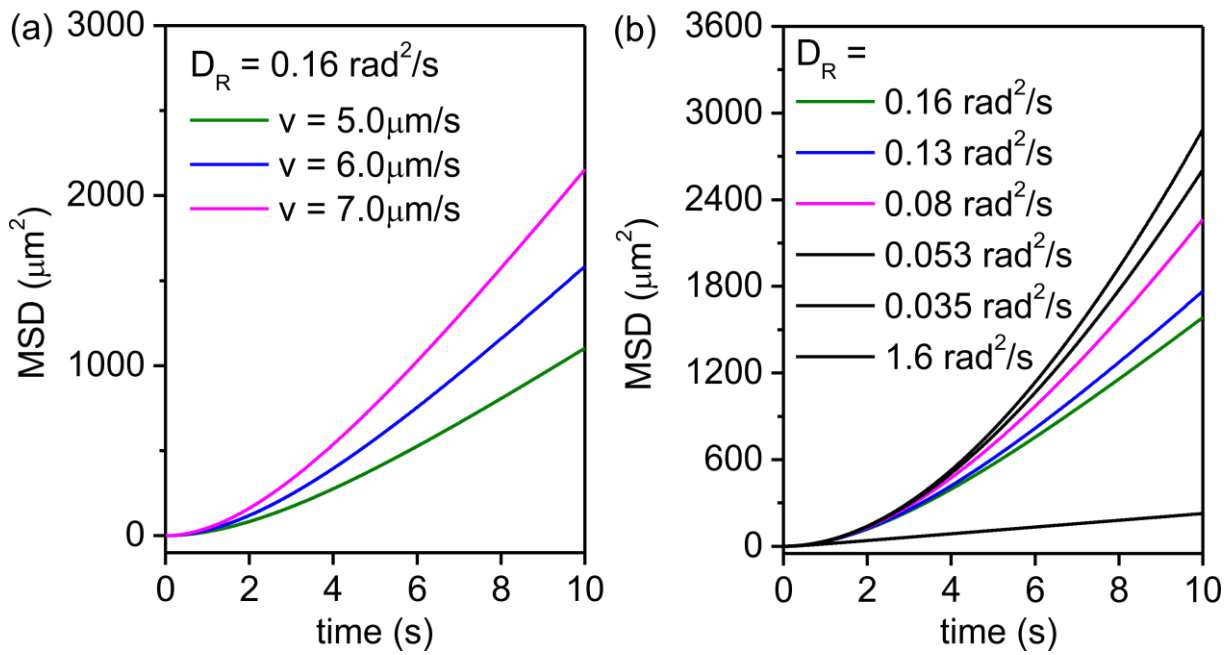 (a)
3000
2000
1000
0
MSD (μm²)
D_R = 0.16 rad²/s
v = 5.0μm/s
v = 6.0μm/s
v = 7.0μm/s
0 2 4 6 8 10
time (s)
(b)
3600
3000
2400
1800
1200
600
0
MSD (μm²)
D_R =
0.16 rad²/s
0.13 rad²/s
0.08 rad²/s
0.053 rad²/s
0.035 rad²/s
1.6 rad²/s
0 2 4 6 8 10
time (s)